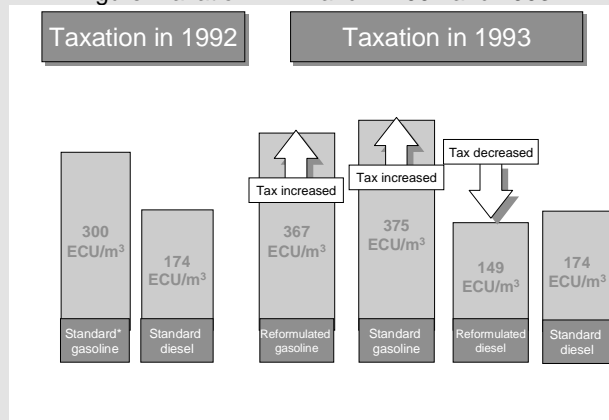 Taxation in 1992
Taxation in 1993
Tax increased
Tax increased
Tax decreased
300
ECU/m³
174
ECU/m³
367
ECU/m³
375
ECU/m³
149
ECU/m³
174
ECU/m³
Standard*
gasoline
Standard
diesel
Reformulated
gasoline
Standard
gasoline
Reformulated
diesel
Standard
diesel